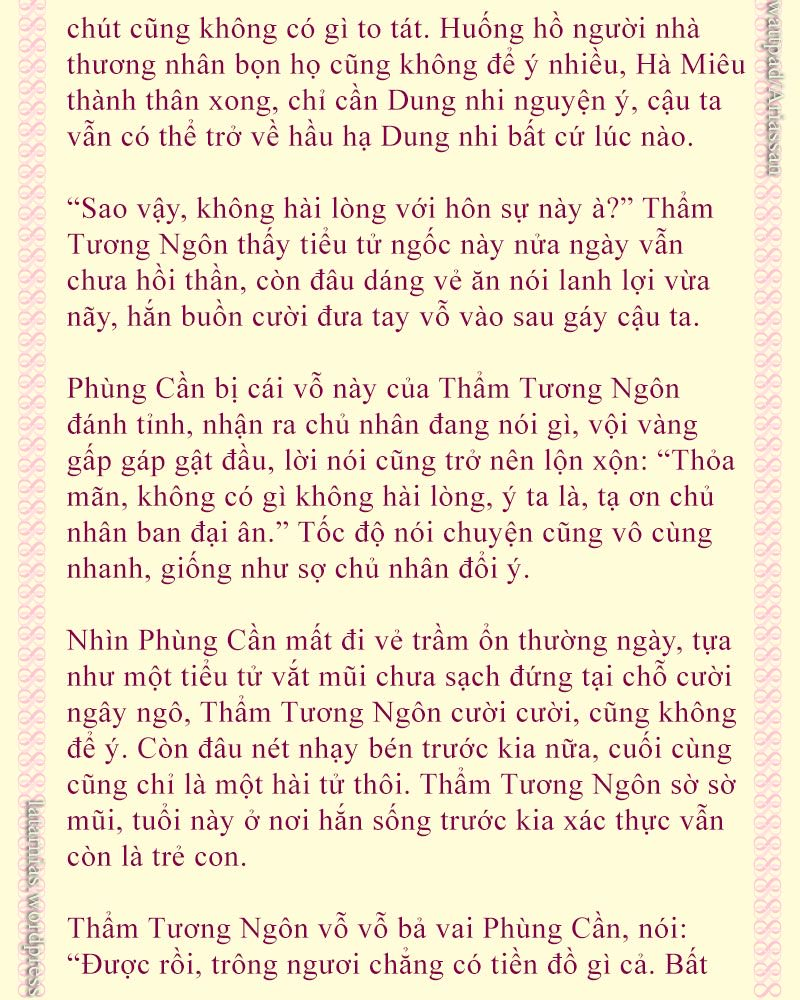 chút cũng không có gì to tát. Huống hồ người nhà
thương nhân bọn họ cũng không để ý nhiều, Hà Miêu
thành thân xong, chỉ cần Dung nhi nguyện ý, cậu ta
vẫn có thể trở về hầu hạ Dung nhi bất cứ lúc nào.
“Sao vậy, không hài lòng với hôn sự này à?” Thẩm
Tương Ngôn thấy tiểu tử ngốc này nửa ngày vẫn
chưa hồi thần, còn đâu dáng vẻ ăn nói lanh lợi vừa
nãy, hắn buồn cười đưa tay vỗ vào sau gáy cậu ta.
Phùng Cần bị cái vỗ này của Thẩm Tương Ngôn
đánh tỉnh, nhận ra chủ nhân đang nói gì, vội vàng
gấp gáp gật đầu, lời nói cũng trở nên lộn xộn: “Thỏa
mãn, không có gì không hài lòng, ý ta là, tạ ơn chủ
nhân ban đại ân.” Tốc độ nói chuyện cũng vô cùng
nhanh, giống như sợ chủ nhân đổi ý.
Nhìn Phùng Cần mất đi vẻ trầm ổn thường ngày, tựa
như một tiểu tử vắt mũi chưa sạch đứng tại chỗ cười
ngây ngô, Thẩm Tương Ngôn cười cười, cũng không
để ý. Còn đâu nét nhạy bén trước kia nữa, cuối cùng
cũng chỉ là một hài tử thôi. Thẩm Tương Ngôn sờ sờ
mũi, tuổi này ở nơi hắn sống trước kia xác thực vẫn
còn là trẻ con.
Thẩm Tương Ngôn vỗ vỗ bả vai Phùng Cần, nói:
“Được rồi, trông ngươi chẳng có tiền đồ gì cả. Bất
wattpad/Ariassan
latarnias.wordpress